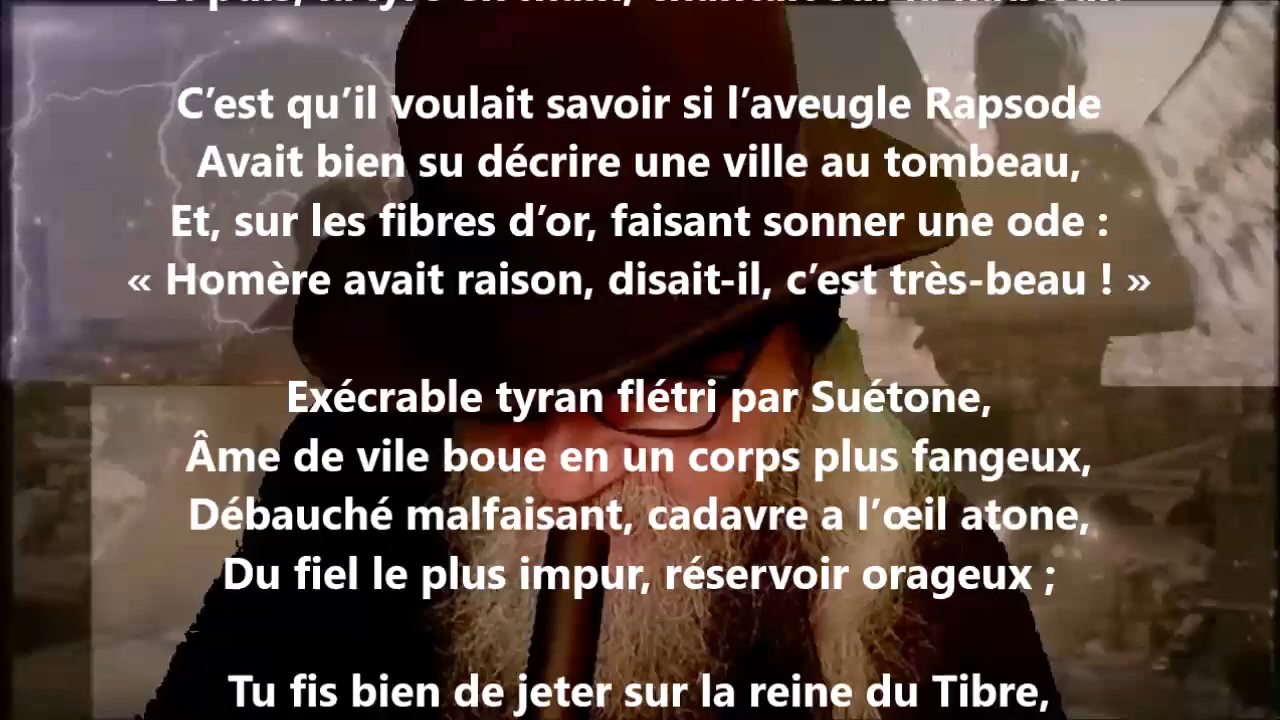 C’est qu’il voulait savoir si l’aveugle Rapsode
Avait bien su décrire une ville au tombeau,
Et, sur les fibres d’or, faisant sonner une ode :
« Homère avait raison, disait-il, c’est très-beau ! »
Exécrable tyran flétri par Suétone,
Âme de vile boue en un corps plus fangeux,
Débauché malfaisant, cadavre a l’œil atone,
Du fiel le plus impur, réservoir orageux ;
Tu fis bien de jeter sur la reine du Tibre,